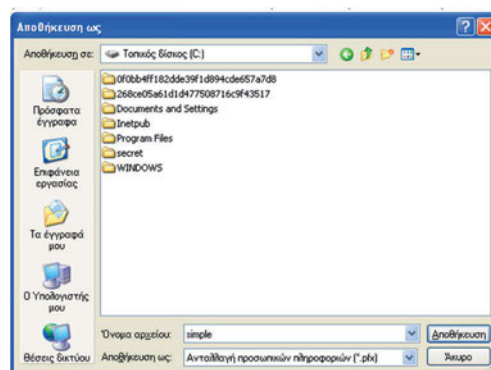 Αποθήκευση ως
Αποθήκευση σε: Τοπικός δίσκος (C:)
0f0bb4ff182dde39f1d894cde657a7d8
268ce05a61d1d477508716c9f43517
Documents and Settings
Inetpub
Program Files
secret
WINDOWS
Πρόσφατα
έγγραφα
Επιφάνεια
εργασίας
Τα έγγραφά
μου
Ο Υπολογιστής
μου
Θέσεις δικτύου
Όνομα αρχείου: simple Αποθήκευση
Αποθήκευση ως: Ανταλλαγή προσωπικών πληροφοριών (*.pfx) Άκυρο